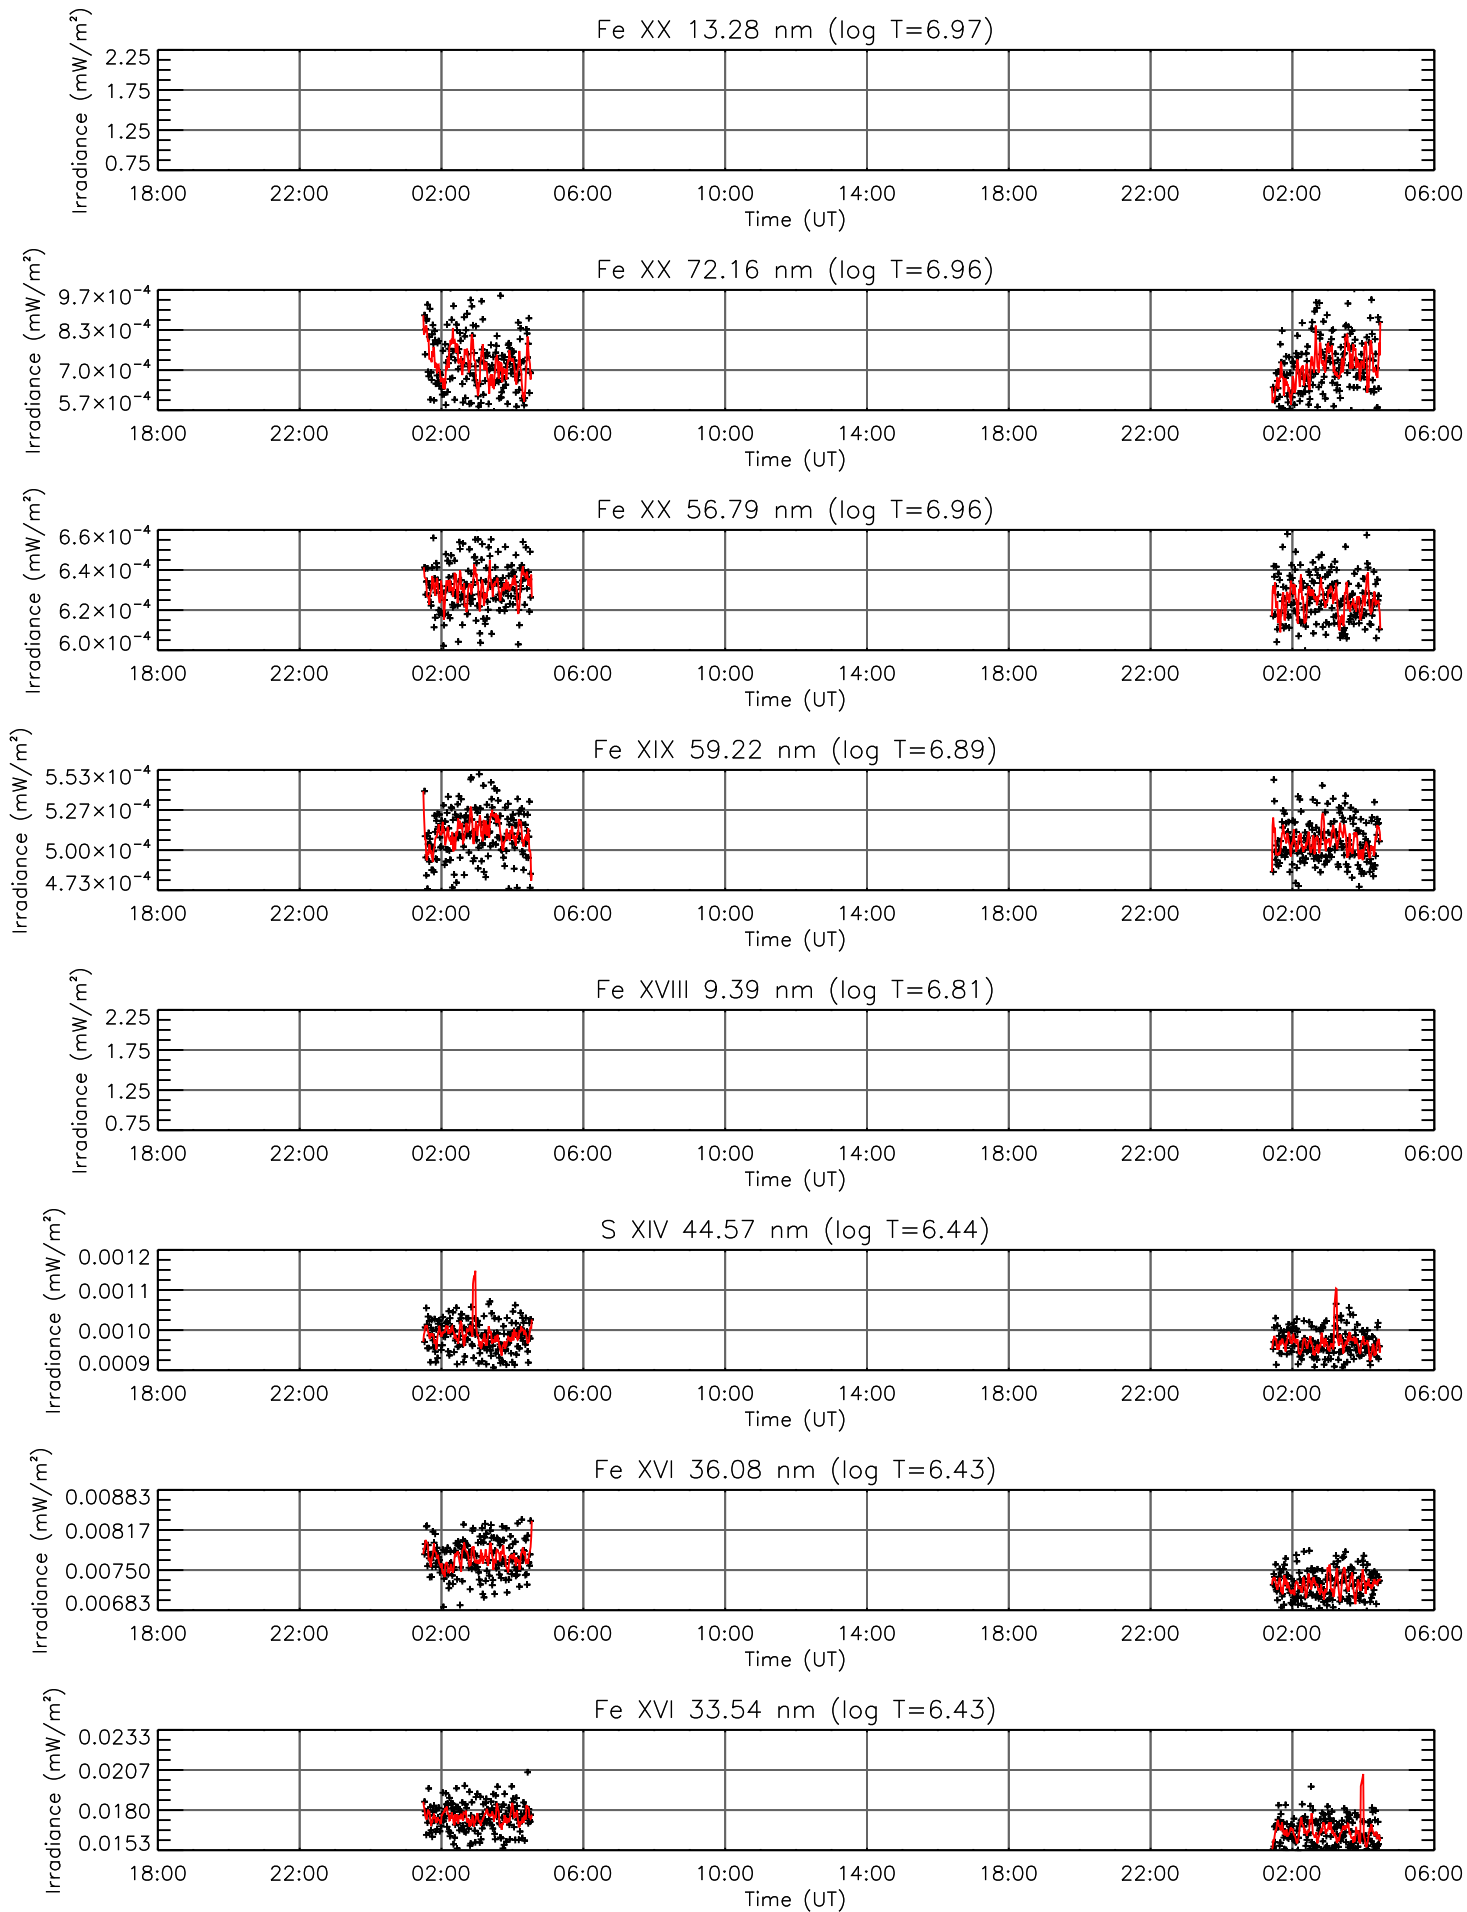 Fe XX 13.28 nm (log T=6.97)
Irradiance (mW/m²)
2.25
1.75
1.25
0.75
18:00 22:00 02:00 06:00 10:00 14:00 18:00 22:00 02:00 06:00
Time (UT)
Fe XX 72.16 nm (log T=6.96)
Irradiance (mW/m²)
9.7×10⁻⁴
8.3×10⁻⁴
7.0×10⁻⁴
5.7×10⁻⁴
18:00 22:00 02:00 06:00 10:00 14:00 18:00 22:00 02:00 06:00
Time (UT)
Fe XX 56.79 nm (log T=6.96)
Irradiance (mW/m²)
6.6×10⁻⁴
6.4×10⁻⁴
6.2×10⁻⁴
6.0×10⁻⁴
18:00 22:00 02:00 06:00 10:00 14:00 18:00 22:00 02:00 06:00
Time (UT)
Fe XIX 59.22 nm (log T=6.89)
Irradiance (mW/m²)
5.53×10⁻⁴
5.27×10⁻⁴
5.00×10⁻⁴
4.73×10⁻⁴
18:00 22:00 02:00 06:00 10:00 14:00 18:00 22:00 02:00 06:00
Time (UT)
Fe XVIII 9.39 nm (log T=6.81)
Irradiance (mW/m²)
2.25
1.75
1.25
0.75
18:00 22:00 02:00 06:00 10:00 14:00 18:00 22:00 02:00 06:00
Time (UT)
S XIV 44.57 nm (log T=6.44)
Irradiance (mW/m²)
0.0012
0.0011
0.0010
0.0009
18:00 22:00 02:00 06:00 10:00 14:00 18:00 22:00 02:00 06:00
Time (UT)
Fe XVI 36.08 nm (log T=6.43)
Irradiance (mW/m²)
0.00883
0.00817
0.00750
0.00683
18:00 22:00 02:00 06:00 10:00 14:00 18:00 22:00 02:00 06:00
Time (UT)
Fe XVI 33.54 nm (log T=6.43)
Irradiance (mW/m²)
0.0233
0.0207
0.0180
0.0153
18:00 22:00 02:00 06:00 10:00 14:00 18:00 22:00 02:00 06:00
Time (UT)